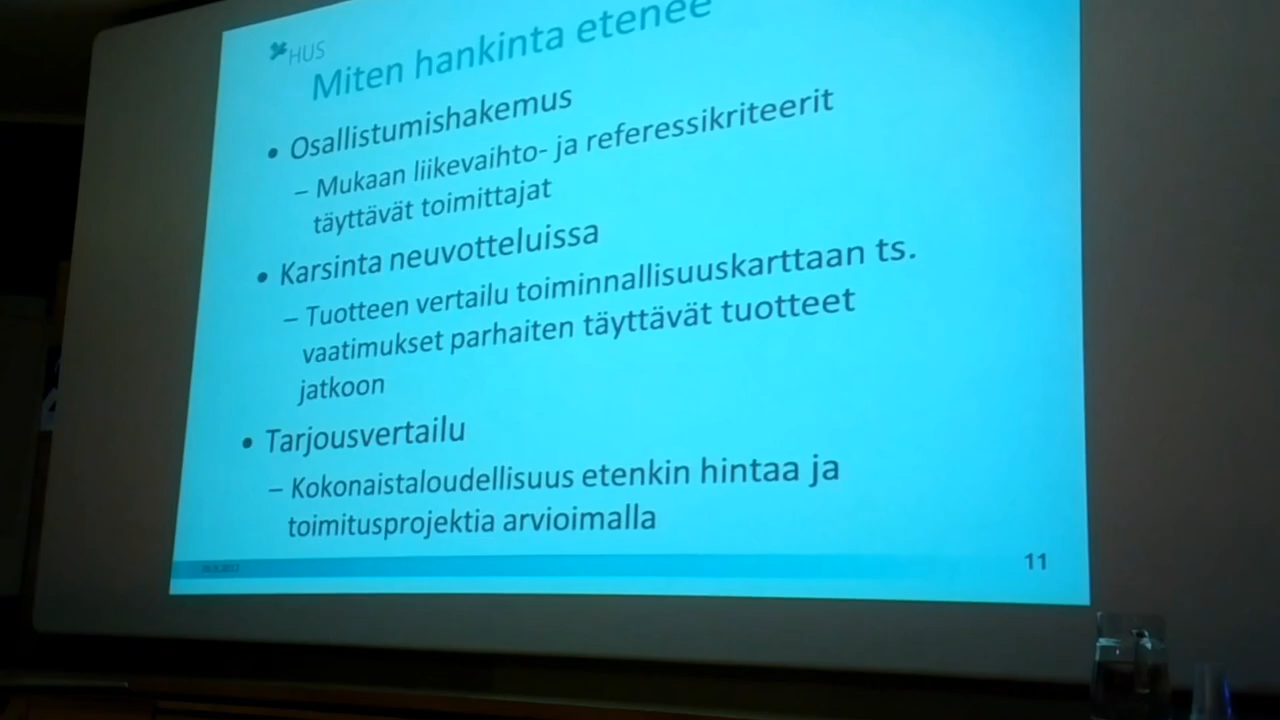 HUS
Miten hankinta etenee
• Osallistumishakemus
– Mukaan liikevaihto- ja referessikriteerit
täyttävät toimittajat
• Karsinta neuvotteluissa
– Tuotteen vertailu toiminnallisuuskarttaan ts.
vaatimukset parhaiten täyttävät tuotteet
jatkoon
• Tarjousvertailu
– Kokonaistaloudellisuus etenkin hintaa ja
toimitusprojektia arvioimalla
11